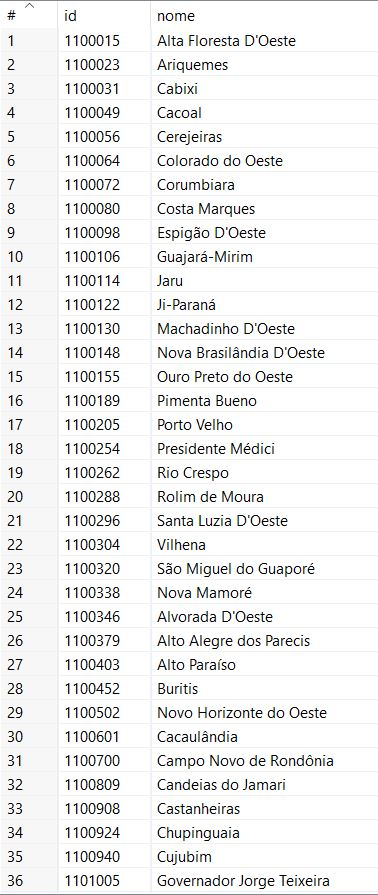 # id nome
1 1100015 Alta Floresta D'Oeste
2 1100023 Ariquemes
3 1100031 Cabixi
4 1100049 Cacoal
5 1100056 Cerejeiras
6 1100064 Colorado do Oeste
7 1100072 Corumbiara
8 1100080 Costa Marques
9 1100098 Espigão D'Oeste
10 1100106 Guajará-Mirim
11 1100114 Jaru
12 1100122 Ji-Paraná
13 1100130 Machadinho D'Oeste
14 1100148 Nova Brasilândia D'Oeste
15 1100155 Ouro Preto do Oeste
16 1100189 Pimenta Bueno
17 1100205 Porto Velho
18 1100254 Presidente Médici
19 1100262 Rio Crespo
20 1100288 Rolim de Moura
21 1100296 Santa Luzia D'Oeste
22 1100304 Vilhena
23 1100320 São Miguel do Guaporé
24 1100338 Nova Mamoré
25 1100346 Alvorada D'Oeste
26 1100379 Alto Alegre dos Parecis
27 1100403 Alto Paraíso
28 1100452 Buritis
29 1100502 Novo Horizonte do Oeste
30 1100601 Cacaulândia
31 1100700 Campo Novo de Rondônia
32 1100809 Candeias do Jamari
33 1100908 Castanheiras
34 1100924 Chupinguaia
35 1100940 Cujubim
36 1101005 Governador Jorge Teixeira